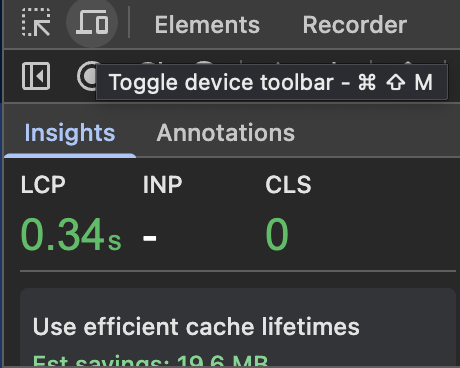 Elements Recorder
Toggle device toolbar - ⌘ ⇧ M
Insights Annotations
LCP INP CLS
0.34s - 0
Use efficient cache lifetimes
Est savings: 19.6 MB